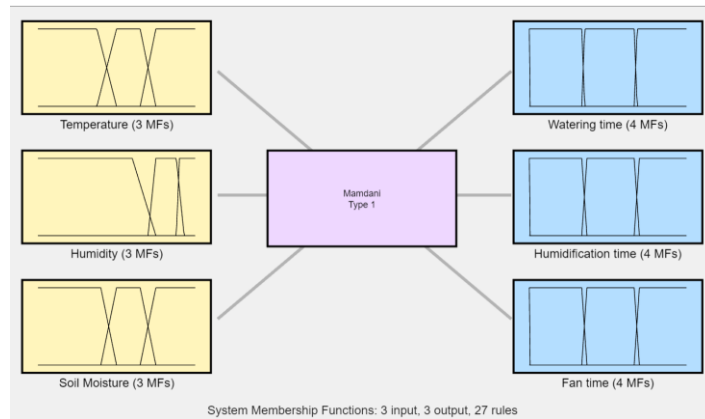 Temperature (3 MFs)
Watering time (4 MFs)
Mamdani
Type 1
Humidity (3 MFs)
Humidification time (4 MFs)
Soil Moisture (3 MFs)
Fan time (4 MFs)
System Membership Functions: 3 input, 3 output, 27 rules